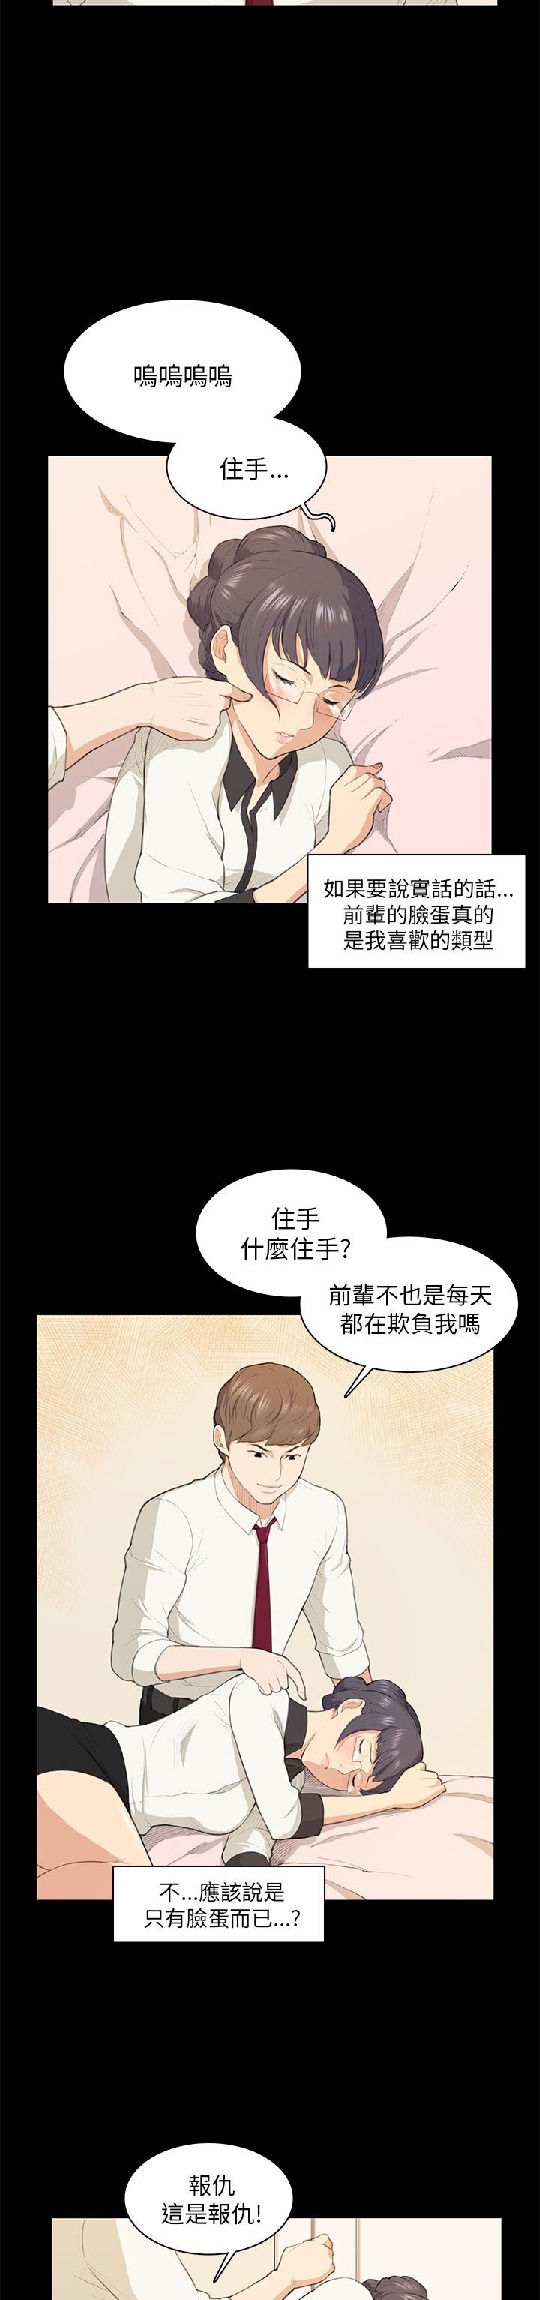 嗚嗚嗚嗚
住手...
如果要說實話的話...
前輩的臉蛋真的
是我喜歡的類型
住手
什麼住手?
前輩不也是每天
都在欺負我嗎
不...應該說是
只有臉蛋而已...?
報仇
這是報仇!